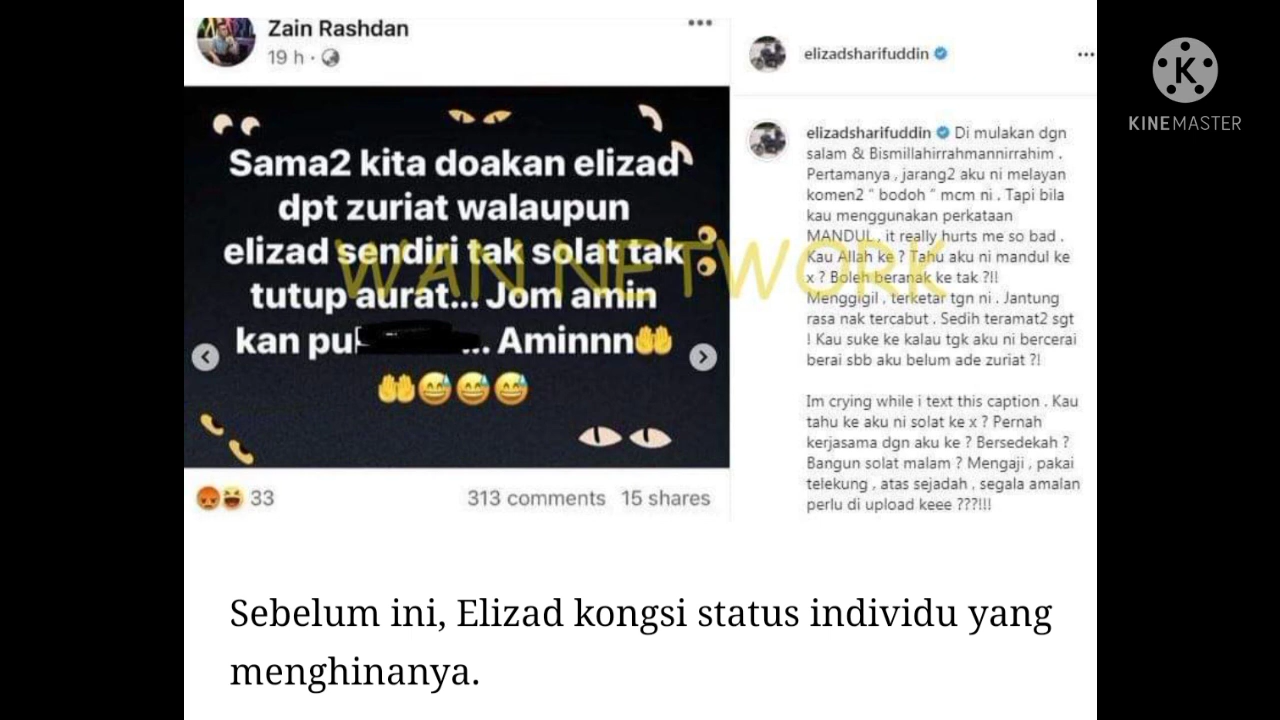 Zain Rashdan
19 h
Sama2 kita doakan elizad
dpt zuriat walaupun
elizad sendiri tak solat tak
tutup aurat... Jom amin
kan ... Aminnn🤲
🤲😅😅😅
33 313 comments 15 shares
elizadsharifuddin
elizadsharifuddin Di mulakan dgn
salam & Bismillahirrahmannirrahim .
Pertamanya , jarang2 aku ni melayan
komen2 " bodoh " mcm ni . Tapi bila
kau menggunakan perkataan
MANDUL , it really hurts me so bad .
Kau Allah ke ? Tahu aku ni mandul ke
x ? Boleh beranak ke tak ?!!
Menggigil , terketar tgn ni . Jantung
rasa nak tercabut . Sedih teramat2 sgt
! Kau suke ke kalau tgk aku ni bercerai
berai sbb aku belum ade zuriat ?!
Im crying while i text this caption . Kau
tahu ke aku ni solat ke x ? Pernah
kerjasama dgn aku ke ? Bersedekah ?
Bangun solat malam ? Mengaji , pakai
telekung , atas sejadah , segala amalan
perlu di upload keee ???!!!
WAN NETWORK
Sebelum ini, Elizad kongsi status individu yang
menghinanya.
K
KINEMASTER